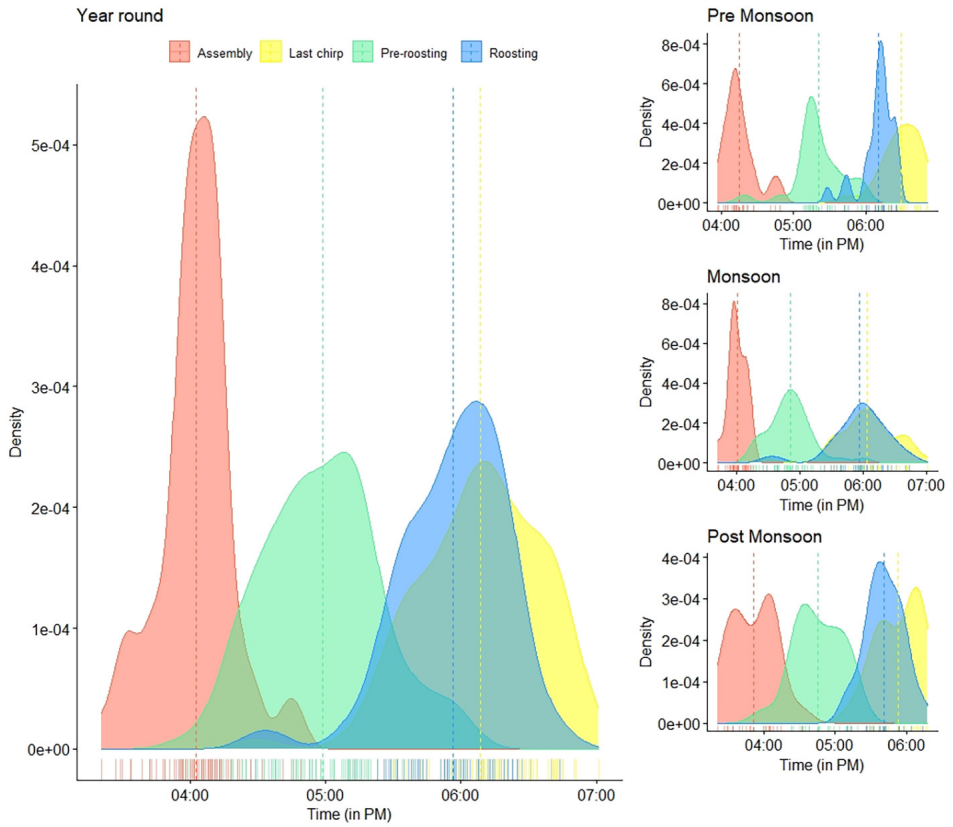 Year round
Assembly Last chirp Pre-roosting Roosting
5e-04
4e-04
3e-04
2e-04
1e-04
0e+00
Density
04:00 05:00 06:00 07:00
Time (in PM)
Pre Monsoon
8e-04
6e-04
4e-04
2e-04
0e+00
Density
04:00 05:00 06:00
Time (in PM)
Monsoon
8e-04
6e-04
4e-04
2e-04
0e+00
Density
04:00 05:00 06:00 07:00
Time (in PM)
Post Monsoon
4e-04
3e-04
2e-04
1e-04
0e+00
Density
04:00 05:00 06:00
Time (in PM)